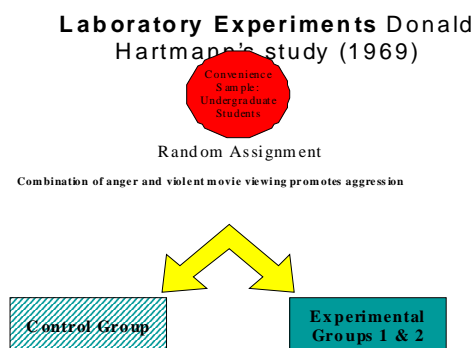 Laboratory Experiments Donald
Hartmann's study (1969)
Convenience
Sample:
Undergraduate
Students
Random Assignment
Combination of anger and violent movie viewing promotes aggression
Control Group
Experimental
Groups 1 & 2